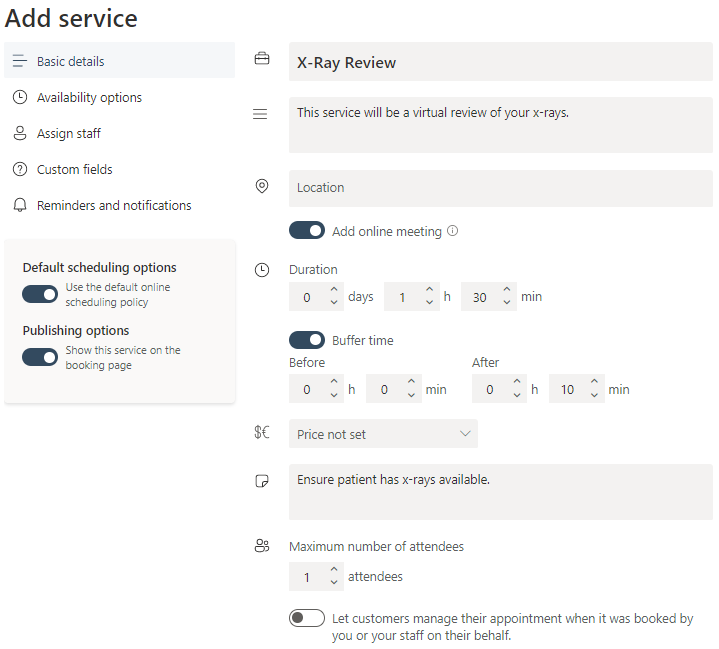 Add service
Basic details
Availability options
Assign staff
Custom fields
Reminders and notifications
Default scheduling options
Use the default online
scheduling policy
Publishing options
Show this service on the
booking page
X-Ray Review
This service will be a virtual review of your x-rays.
Location
Add online meeting
Duration
0 days 1 h 30 min
Buffer time
Before After
0 h 0 min 0 h 10 min
$€ Price not set
Ensure patient has x-rays available.
Maximum number of attendees
1 attendees
Let customers manage their appointment when it was booked by
you or your staff on their behalf.